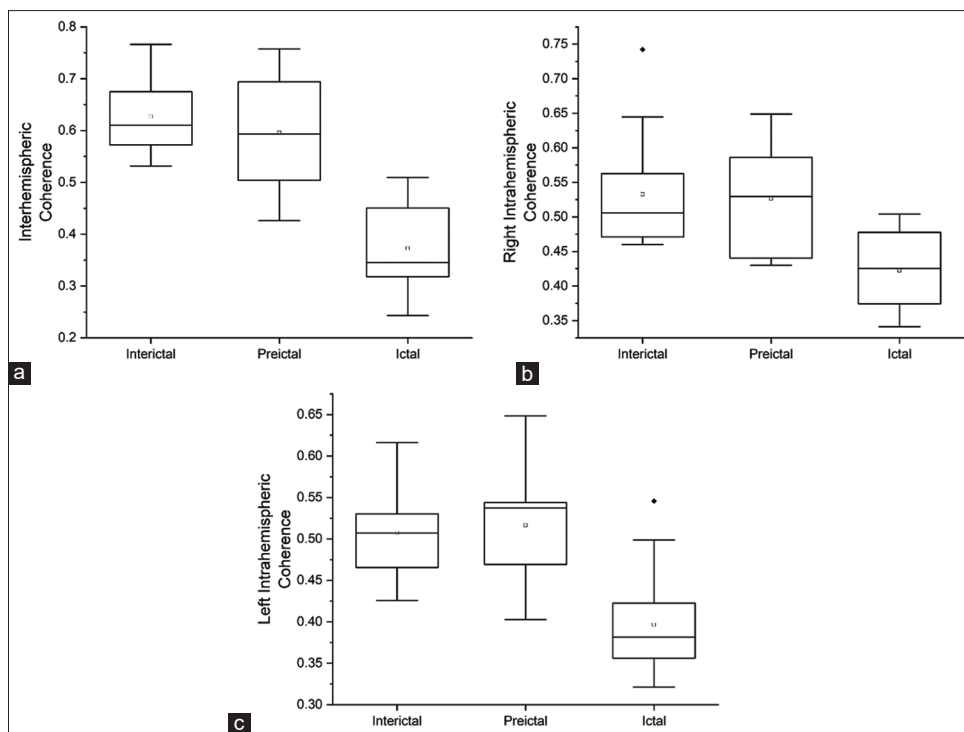 Interhemispheric
Coherence
0.8
0.7
0.6
0.5
0.4
0.3
0.2
Interictal Preictal Ictal
a
Right Intrahemispheric
Coherence
0.75
0.70
0.65
0.60
0.55
0.50
0.45
0.40
0.35
Interictal Preictal Ictal
b
Left Intrahemispheric
Coherence
0.65
0.60
0.55
0.50
0.45
0.40
0.35
0.30
Interictal Preictal Ictal
c